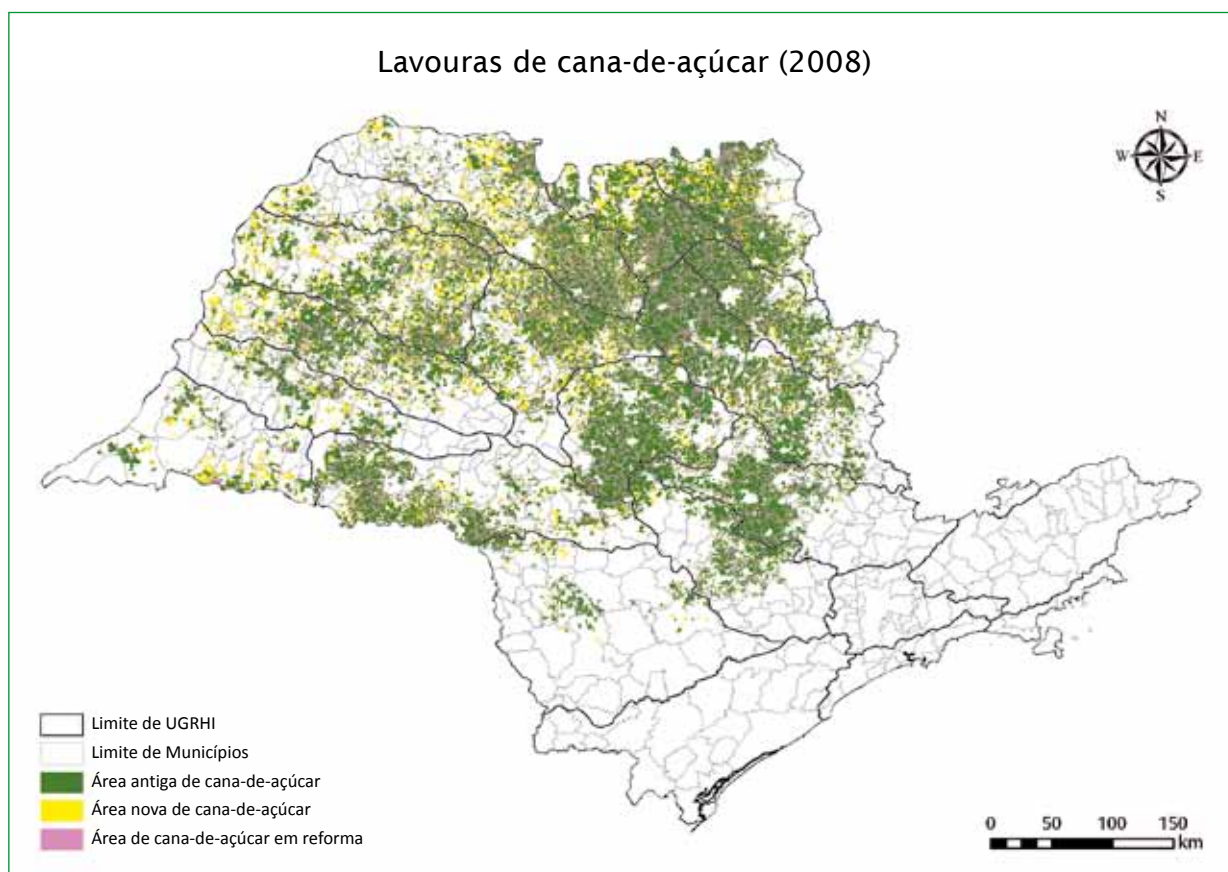 Lavouras de cana-de-açúcar (2008)
N
W E
S
Limite de UGRHI
Limite de Municípios
Área antiga de cana-de-açúcar
Área nova de cana-de-açúcar
Área de cana-de-açúcar em reforma
0 50 100 150
km